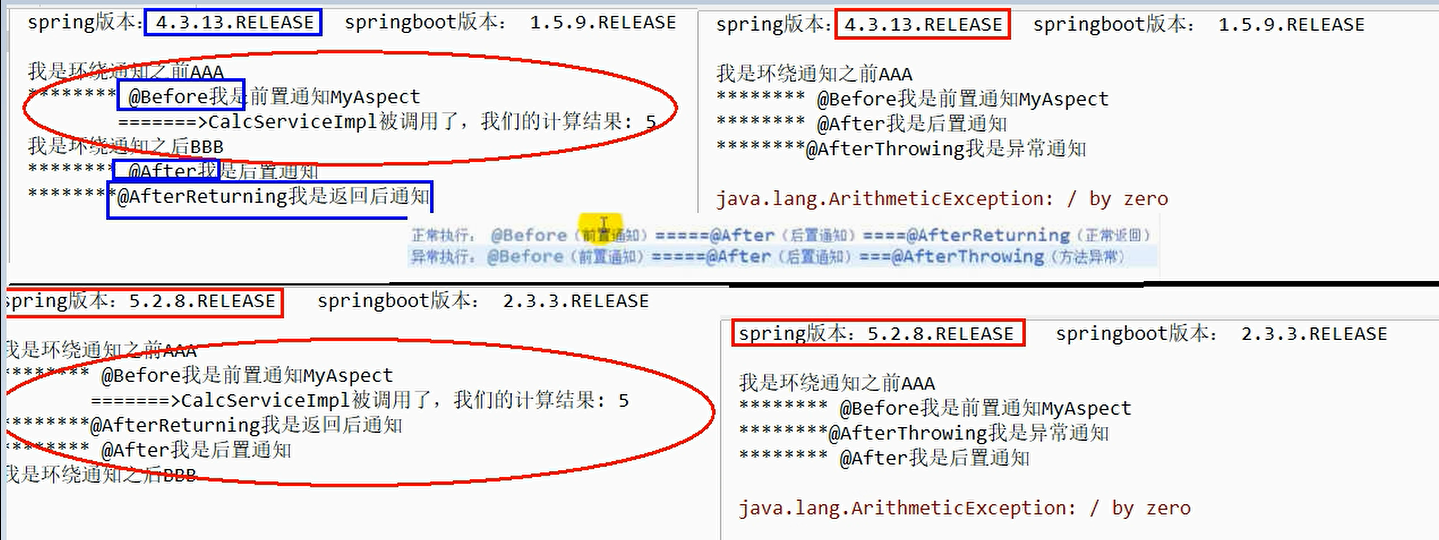 spring版本：4.3.13.RELEASE springboot版本： 1.5.9.RELEASE
我是环绕通知之前AAA
******** @Before我是前置通知MyAspect
=======>CalcServiceImpl被调用了，我们的计算结果：5
我是环绕通知之后BBB
******** @After我是后置通知
********@AfterReturning我是返回后通知
spring版本：4.3.13.RELEASE springboot版本： 1.5.9.RELEASE
我是环绕通知之前AAA
******** @Before我是前置通知MyAspect
******** @After我是后置通知
********@AfterThrowing我是异常通知
java.lang.ArithmeticException: / by zero
正常执行： @Before（前置通知）=====@After（后置通知）====@AfterReturning（正常返回）
异常执行：@Before（前置通知）=====@After（后置通知）===@AfterThrowing（方法异常）
spring版本：5.2.8.RELEASE springboot版本： 2.3.3.RELEASE
我是环绕通知之前AAA
******** @Before我是前置通知MyAspect
=======>CalcServiceImpl被调用了，我们的计算结果：5
********@AfterReturning我是返回后通知
******** @After我是后置通知
我是环绕通知之后BBB
spring版本：5.2.8.RELEASE springboot版本： 2.3.3.RELEASE
我是环绕通知之前AAA
******** @Before我是前置通知MyAspect
********@AfterThrowing我是异常通知
******** @After我是后置通知
java.lang.ArithmeticException: / by zero